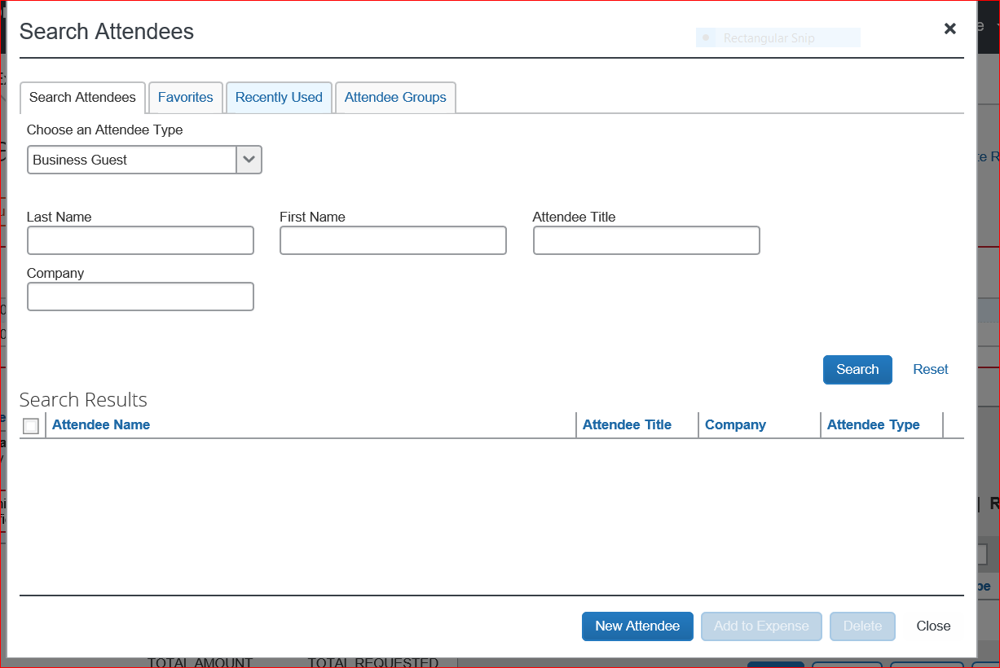 Search Attendees
Rectangular Snip
Search Attendees Favorites Recently Used Attendee Groups
Choose an Attendee Type
Business Guest
Last Name First Name Attendee Title
Company
Search Reset
Search Results
Attendee Name Attendee Title Company Attendee Type
New Attendee Add to Expense Delete Close
TOTAL AMOUNT TOTAL REQUESTED